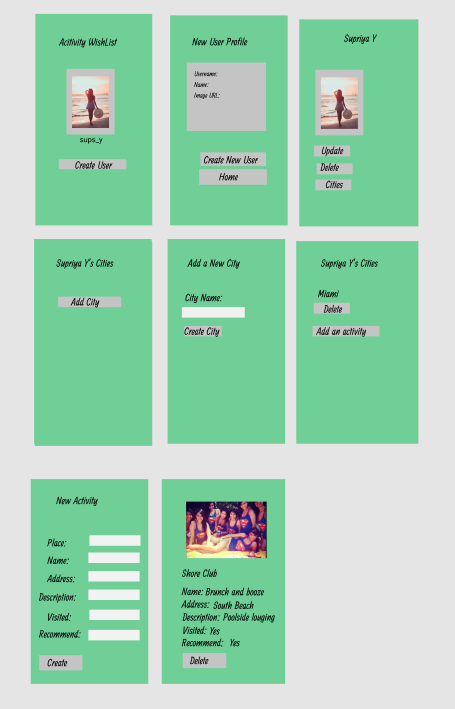 Acitivity WishList
sups_y
Create User
New User Profile
Username:
Name:
Image URL:
Create New User
Home
Supriya Y
Update
Delete
Cities
Supriya Y's Cities
Add City
Add a New City
City Name:
Create City
Supriya Y's Cities
Miami
Delete
Add an activity
New Activity
Place:
Name:
Address:
Description:
Visited:
Recommend:
Create
Shore Club
Name: Brunch and booze
Address: South Beach
Description: Poolside louging
Visited: Yes
Recommend: Yes
Delete